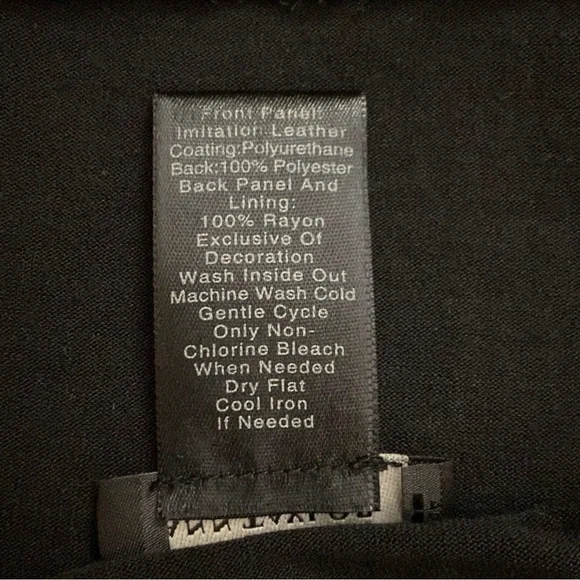 Front Panel:
Imitation Leather
Coating:Polyurethane
Back:100% Polyester
Back Panel And
Lining:
100% Rayon
Exclusive Of
Decoration
Wash Inside Out
Machine Wash Cold
Gentle Cycle
Only Non-
Chlorine Bleach
When Needed
Dry Flat
Cool Iron
If Needed